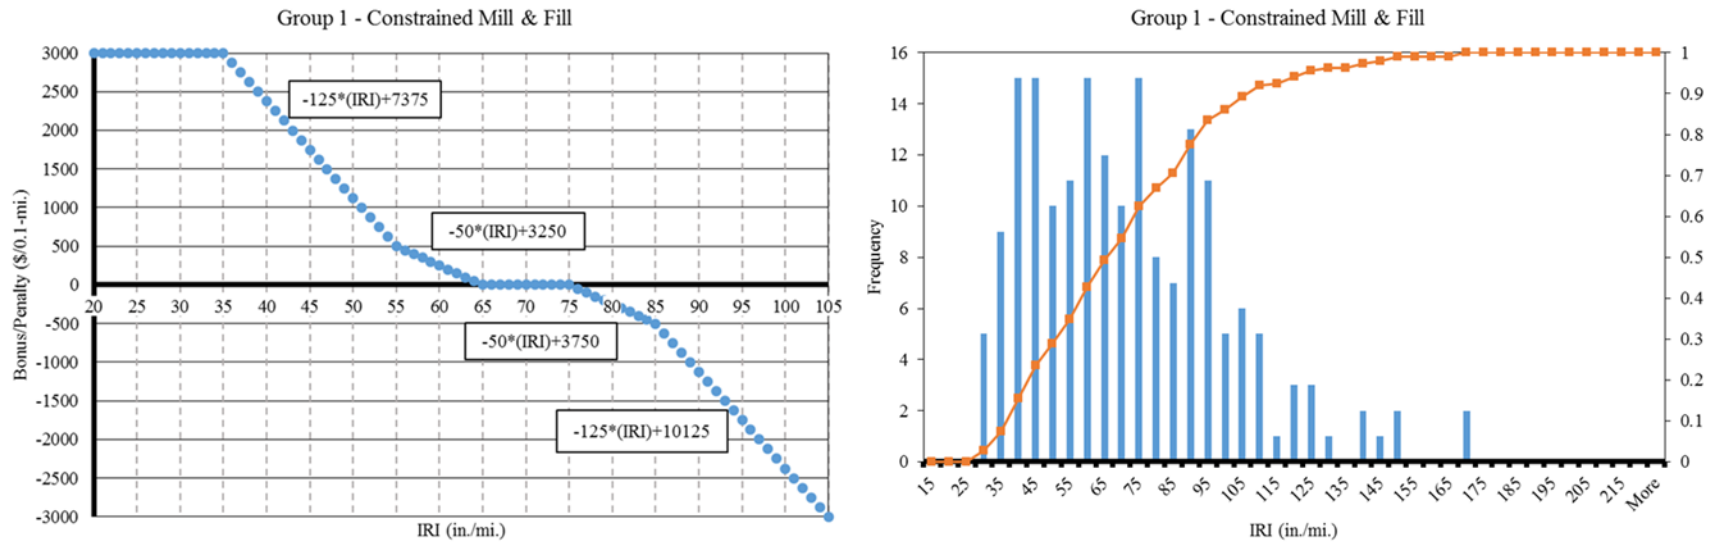 Group 1 - Constrained Mill & Fill
3000
2500
2000
1500
1000
500
0
-500
-1000
-1500
-2000
-2500
-3000
Bonus/Penalty ($/0.1-mi.)
-125*(IRI)+7375
-50*(IRI)+3250
20 25 30 35 40 45 50 55 60 65 70 75 80 85 90 95 100 105
-50*(IRI)+3750
-125*(IRI)+10125
IRI (in./mi.)
Group 1 - Constrained Mill & Fill
16
14
12
10
8
6
4
2
0
Frequency
1
0.9
0.8
0.7
0.6
0.5
0.4
0.3
0.2
0.1
0
15 25 35 45 55 65 75 85 95 105 115 125 135 145 155 165 175 185 195 205 215 More
IRI (in./mi.)